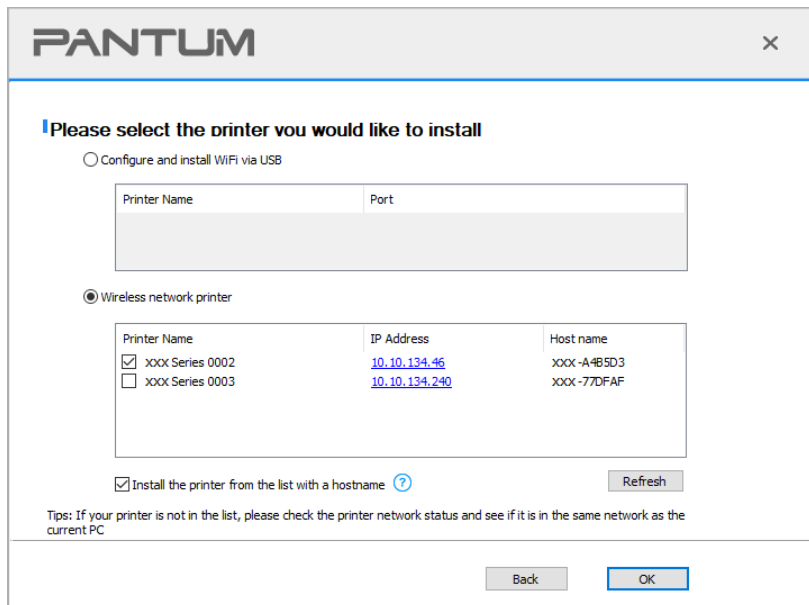 PANTUM
Please select the printer you would like to install
Configure and install WiFi via USB
Printer Name Port
Wireless network printer
Printer Name IP Address Host name
XXX Series 0002 10.10.134.46 XXX-A4B5D3
XXX Series 0003 10.10.134.240 XXX-77DFAF
Install the printer from the list with a hostname ? Refresh
Tips: If your printer is not in the list, please check the printer network status and see if it is in the same network as the
current PC
Back OK